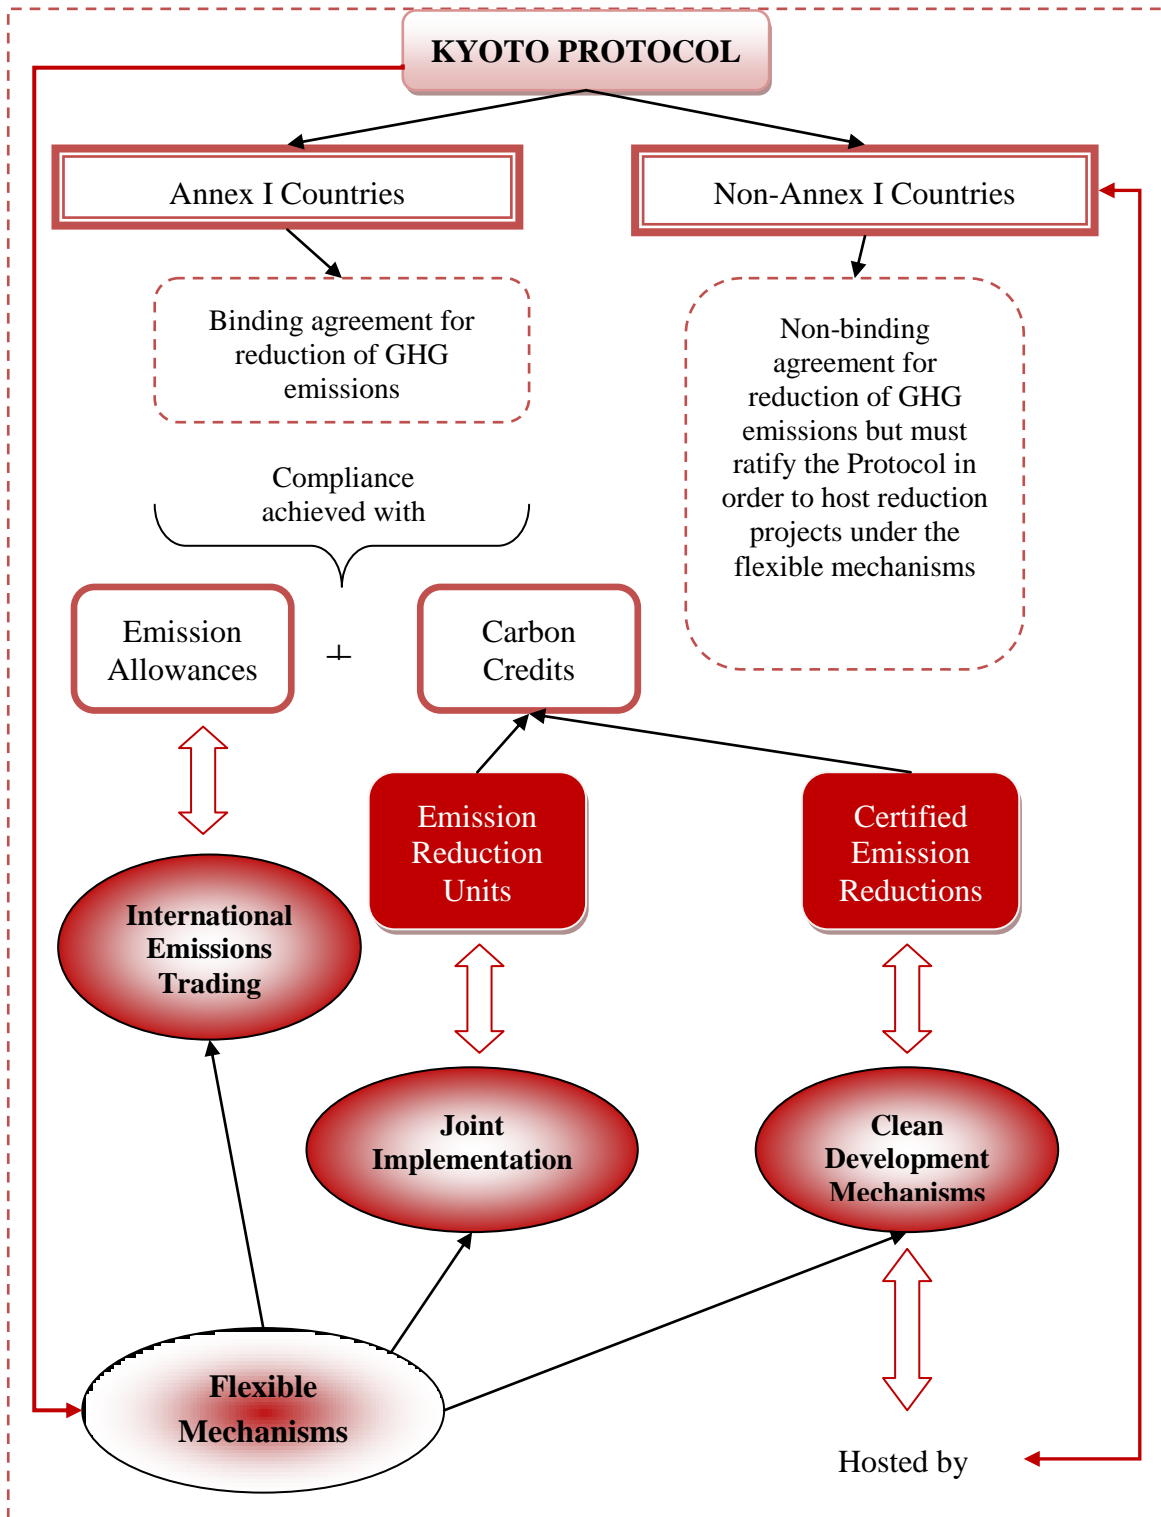 KYOTO PROTOCOL
Annex I Countries
Non-Annex I Countries
Binding agreement for
reduction of GHG
emissions
Non-binding
agreement for
reduction of GHG
emissions but must
ratify the Protocol in
order to host reduction
projects under the
flexible mechanisms
Compliance
achieved with
Emission
Allowances
+
Carbon
Credits
Emission
Reduction
Units
Certified
Emission
Reductions
International
Emissions
Trading
Joint
Implementation
Clean
Development
Mechanisms
Flexible
Mechanisms
Hosted by